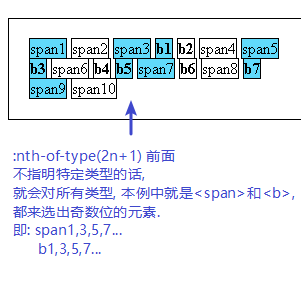 span1 span2 span3 b1 b2 span4 span5
b3 span6 b4 b5 span7 b6 span8 b7
span9 span10
:nth-of-type(2n+1) 前面
不指明特定类型的话,
就会对所有类型, 本例中就是<span>和<b>,
都来选出奇数位的元素.
即: span1,3,5,7...
b1,3,5,7...